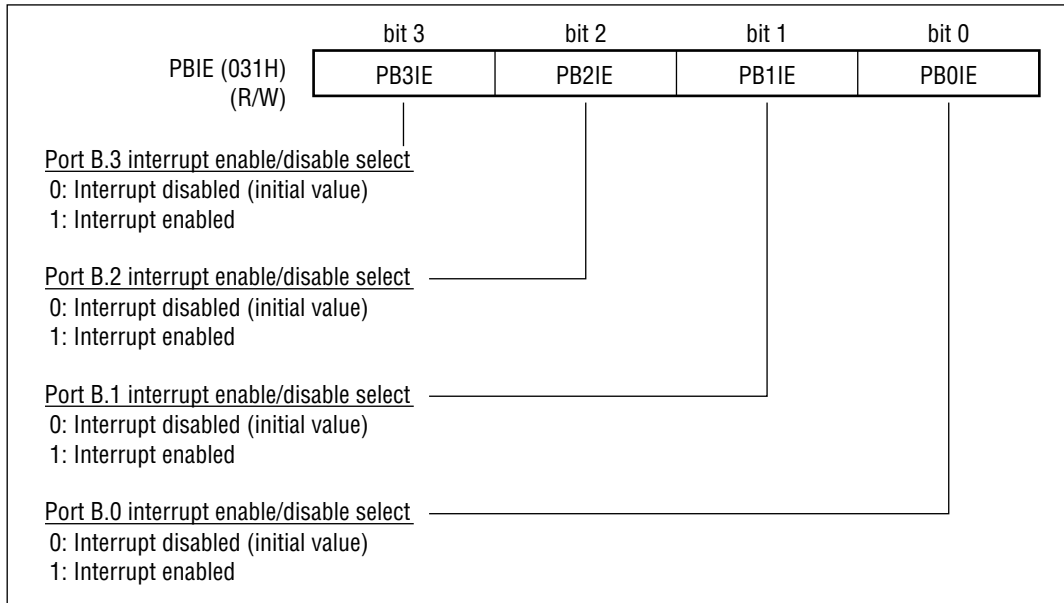 bit 3 bit 2 bit 1 bit 0
PBIE (031H) PB3IE PB2IE PB1IE PB0IE
(R/W)
Port B.3 interrupt enable/disable select
0: Interrupt disabled (initial value)
1: Interrupt enabled
Port B.2 interrupt enable/disable select
0: Interrupt disabled (initial value)
1: Interrupt enabled
Port B.1 interrupt enable/disable select
0: Interrupt disabled (initial value)
1: Interrupt enabled
Port B.0 interrupt enable/disable select
0: Interrupt disabled (initial value)
1: Interrupt enabled